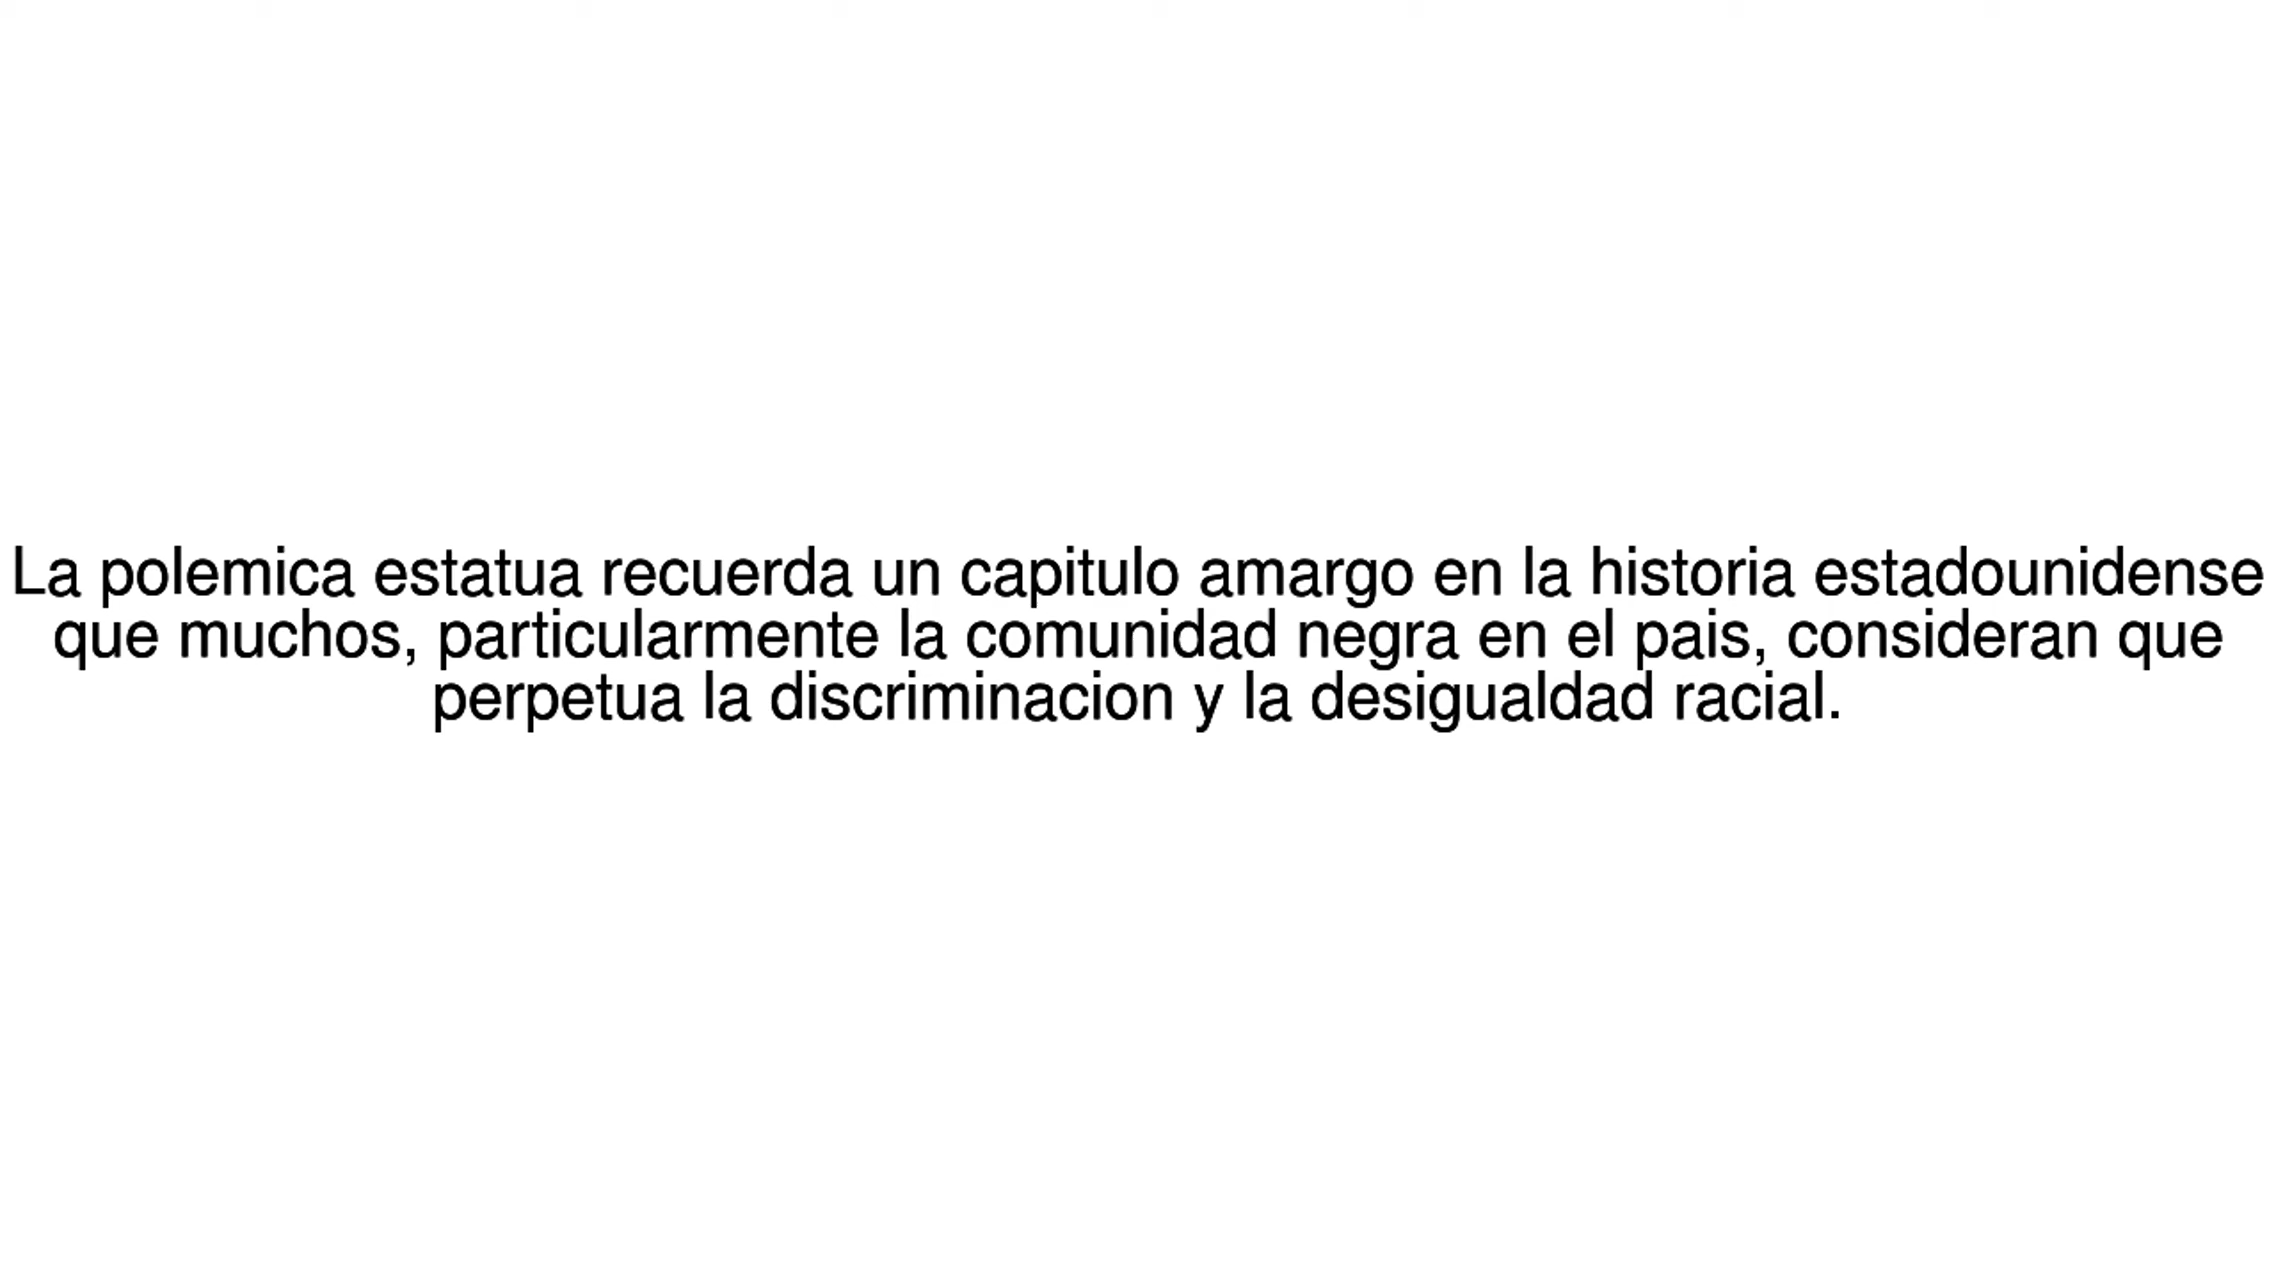 La polemica estatua recuerda un capitulo amargo en la historia estadounidense
que muchos, particularmente la comunidad negra en el pais, consideran que
perpetua la discriminacion y la desigualdad racial.